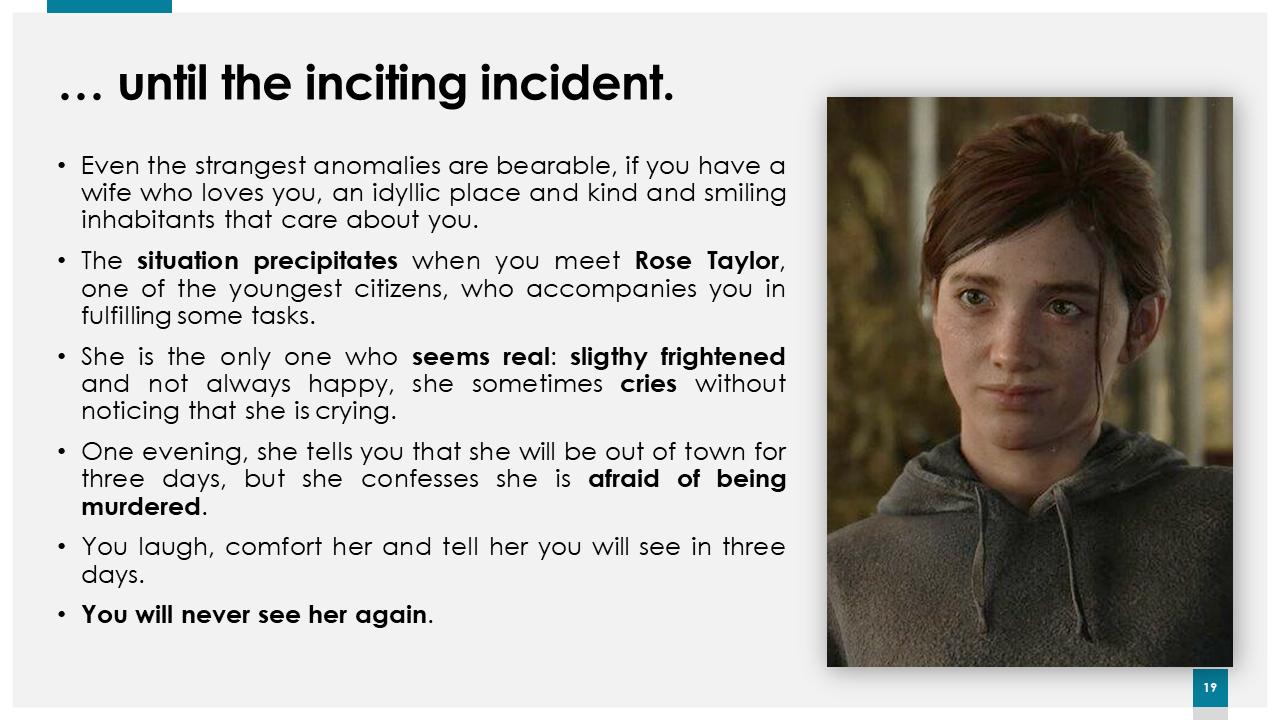 … until the inciting incident.
• Even the strangest anomalies are bearable, if you have a
wife who loves you, an idyllic place and kind and smiling
inhabitants that care about you.
• The situation precipitates when you meet Rose Taylor,
one of the youngest citizens, who accompanies you in
fulfilling some tasks.
• She is the only one who seems real: sligthy frightened
and not always happy, she sometimes cries without
noticing that she is crying.
• One evening, she tells you that she will be out of town for
three days, but she confesses she is afraid of being
murdered.
• You laugh, comfort her and tell her you will see in three
days.
• You will never see her again.
19